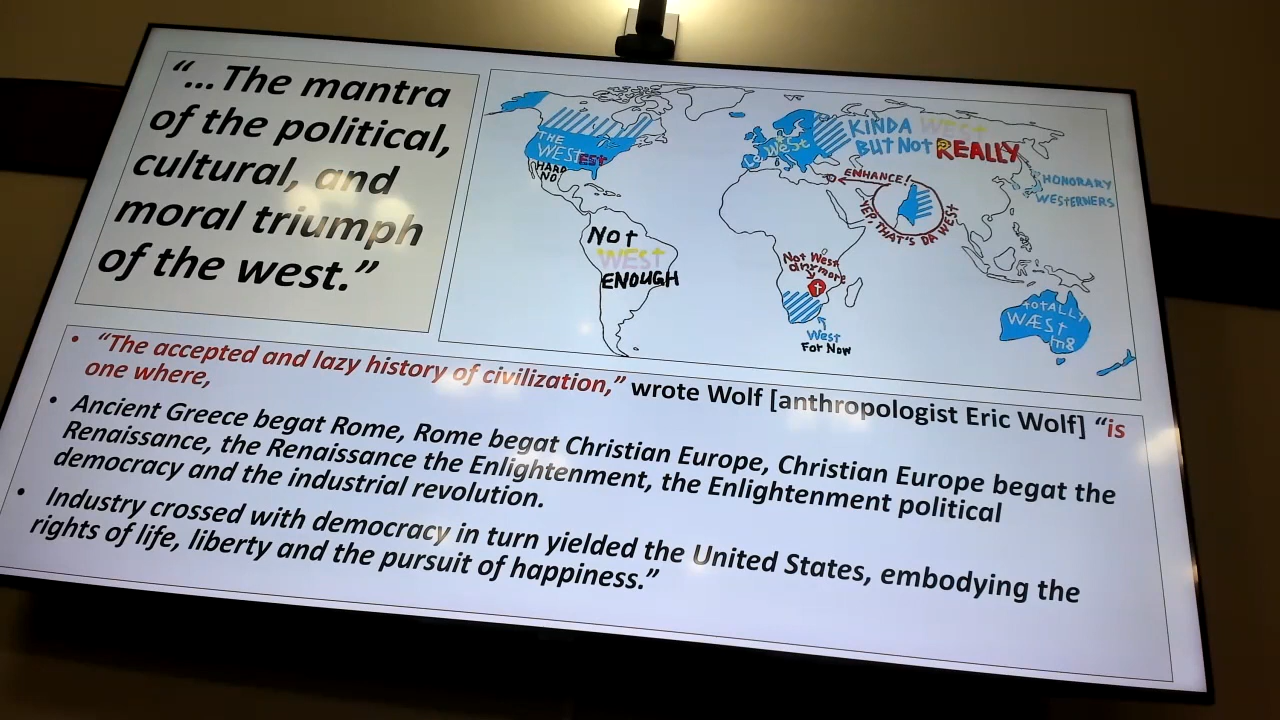 “...The mantra
of the political,
cultural, and
moral triumph
of the west.”
THE
WESTEST
HARD
NO!
West
KINDA WEST
BUT NOT REALLY
ENHANCE!
YEP, THAT'S DA WEST
HONORARY
WESTERNERS
NOT
WEST
ENOUGH
Not West
anymore
West
For Now
TOTALLY
WÆST
m8
• “The accepted and lazy history of civilization,” wrote Wolf [anthropologist Eric Wolf] “is
one where,
• Ancient Greece begat Rome, Rome begat Christian Europe, Christian Europe begat the
Renaissance, the Renaissance the Enlightenment, the Enlightenment political
democracy and the industrial revolution.
• Industry crossed with democracy in turn yielded the United States, embodying the
rights of life, liberty and the pursuit of happiness.”